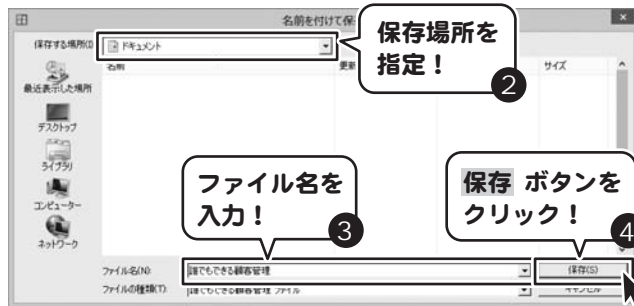 名前を付けて保
保存する場所(I)
ドキュメント
保存場所を
指定！
2
名前
更新
サイズ
最近表示した場所
デスクトップ
ライブラリ
コンピューター
ネットワーク
ファイル名を
入力！
3
保存 ボタンを
クリック！
4
ファイル名(N):
誰でもできる顧客管理
保存(S)
ファイルの種類(T):
誰でもできる顧客管理 ファイル
キャンセル